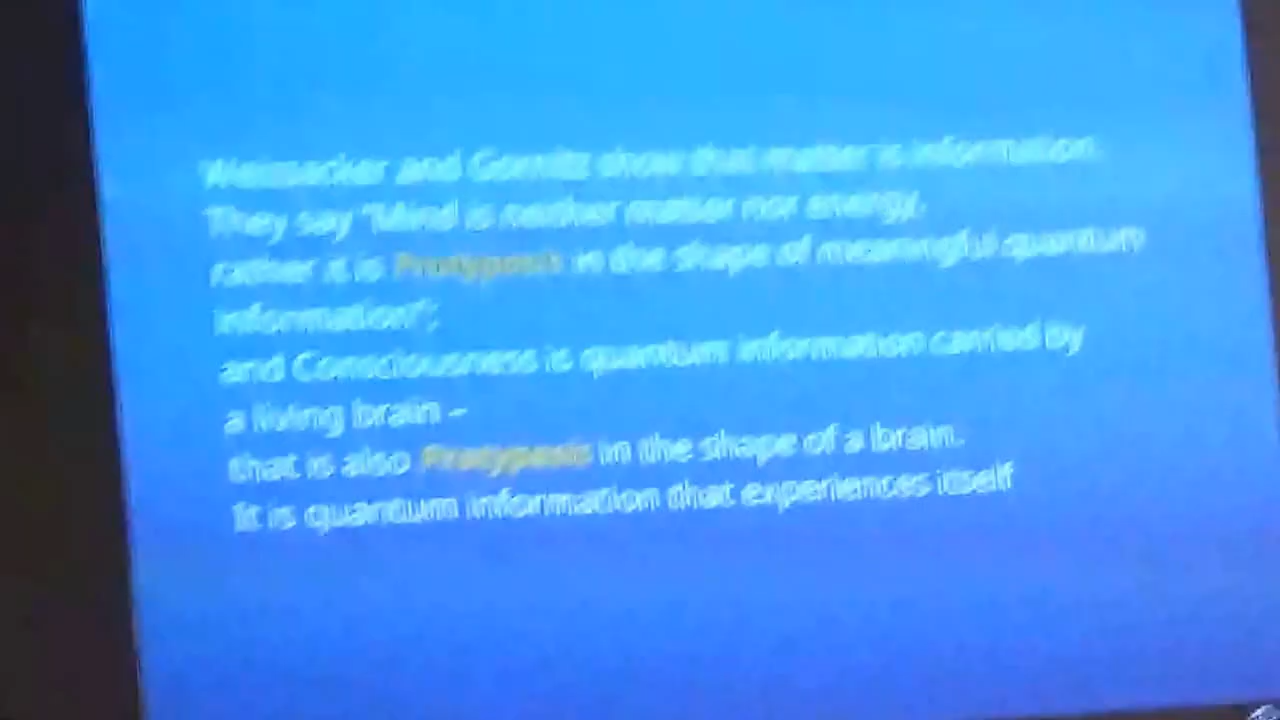 Weizsacker and Gornitz show that matter is information.
They say "Mind is neither matter nor energy,
rather it is Protyposis in the shape of meaningful quantum
information";
and Consciousness is quantum information carried by
a living brain –
that is also Protyposis in the shape of a brain.
It is quantum information that experiences itself